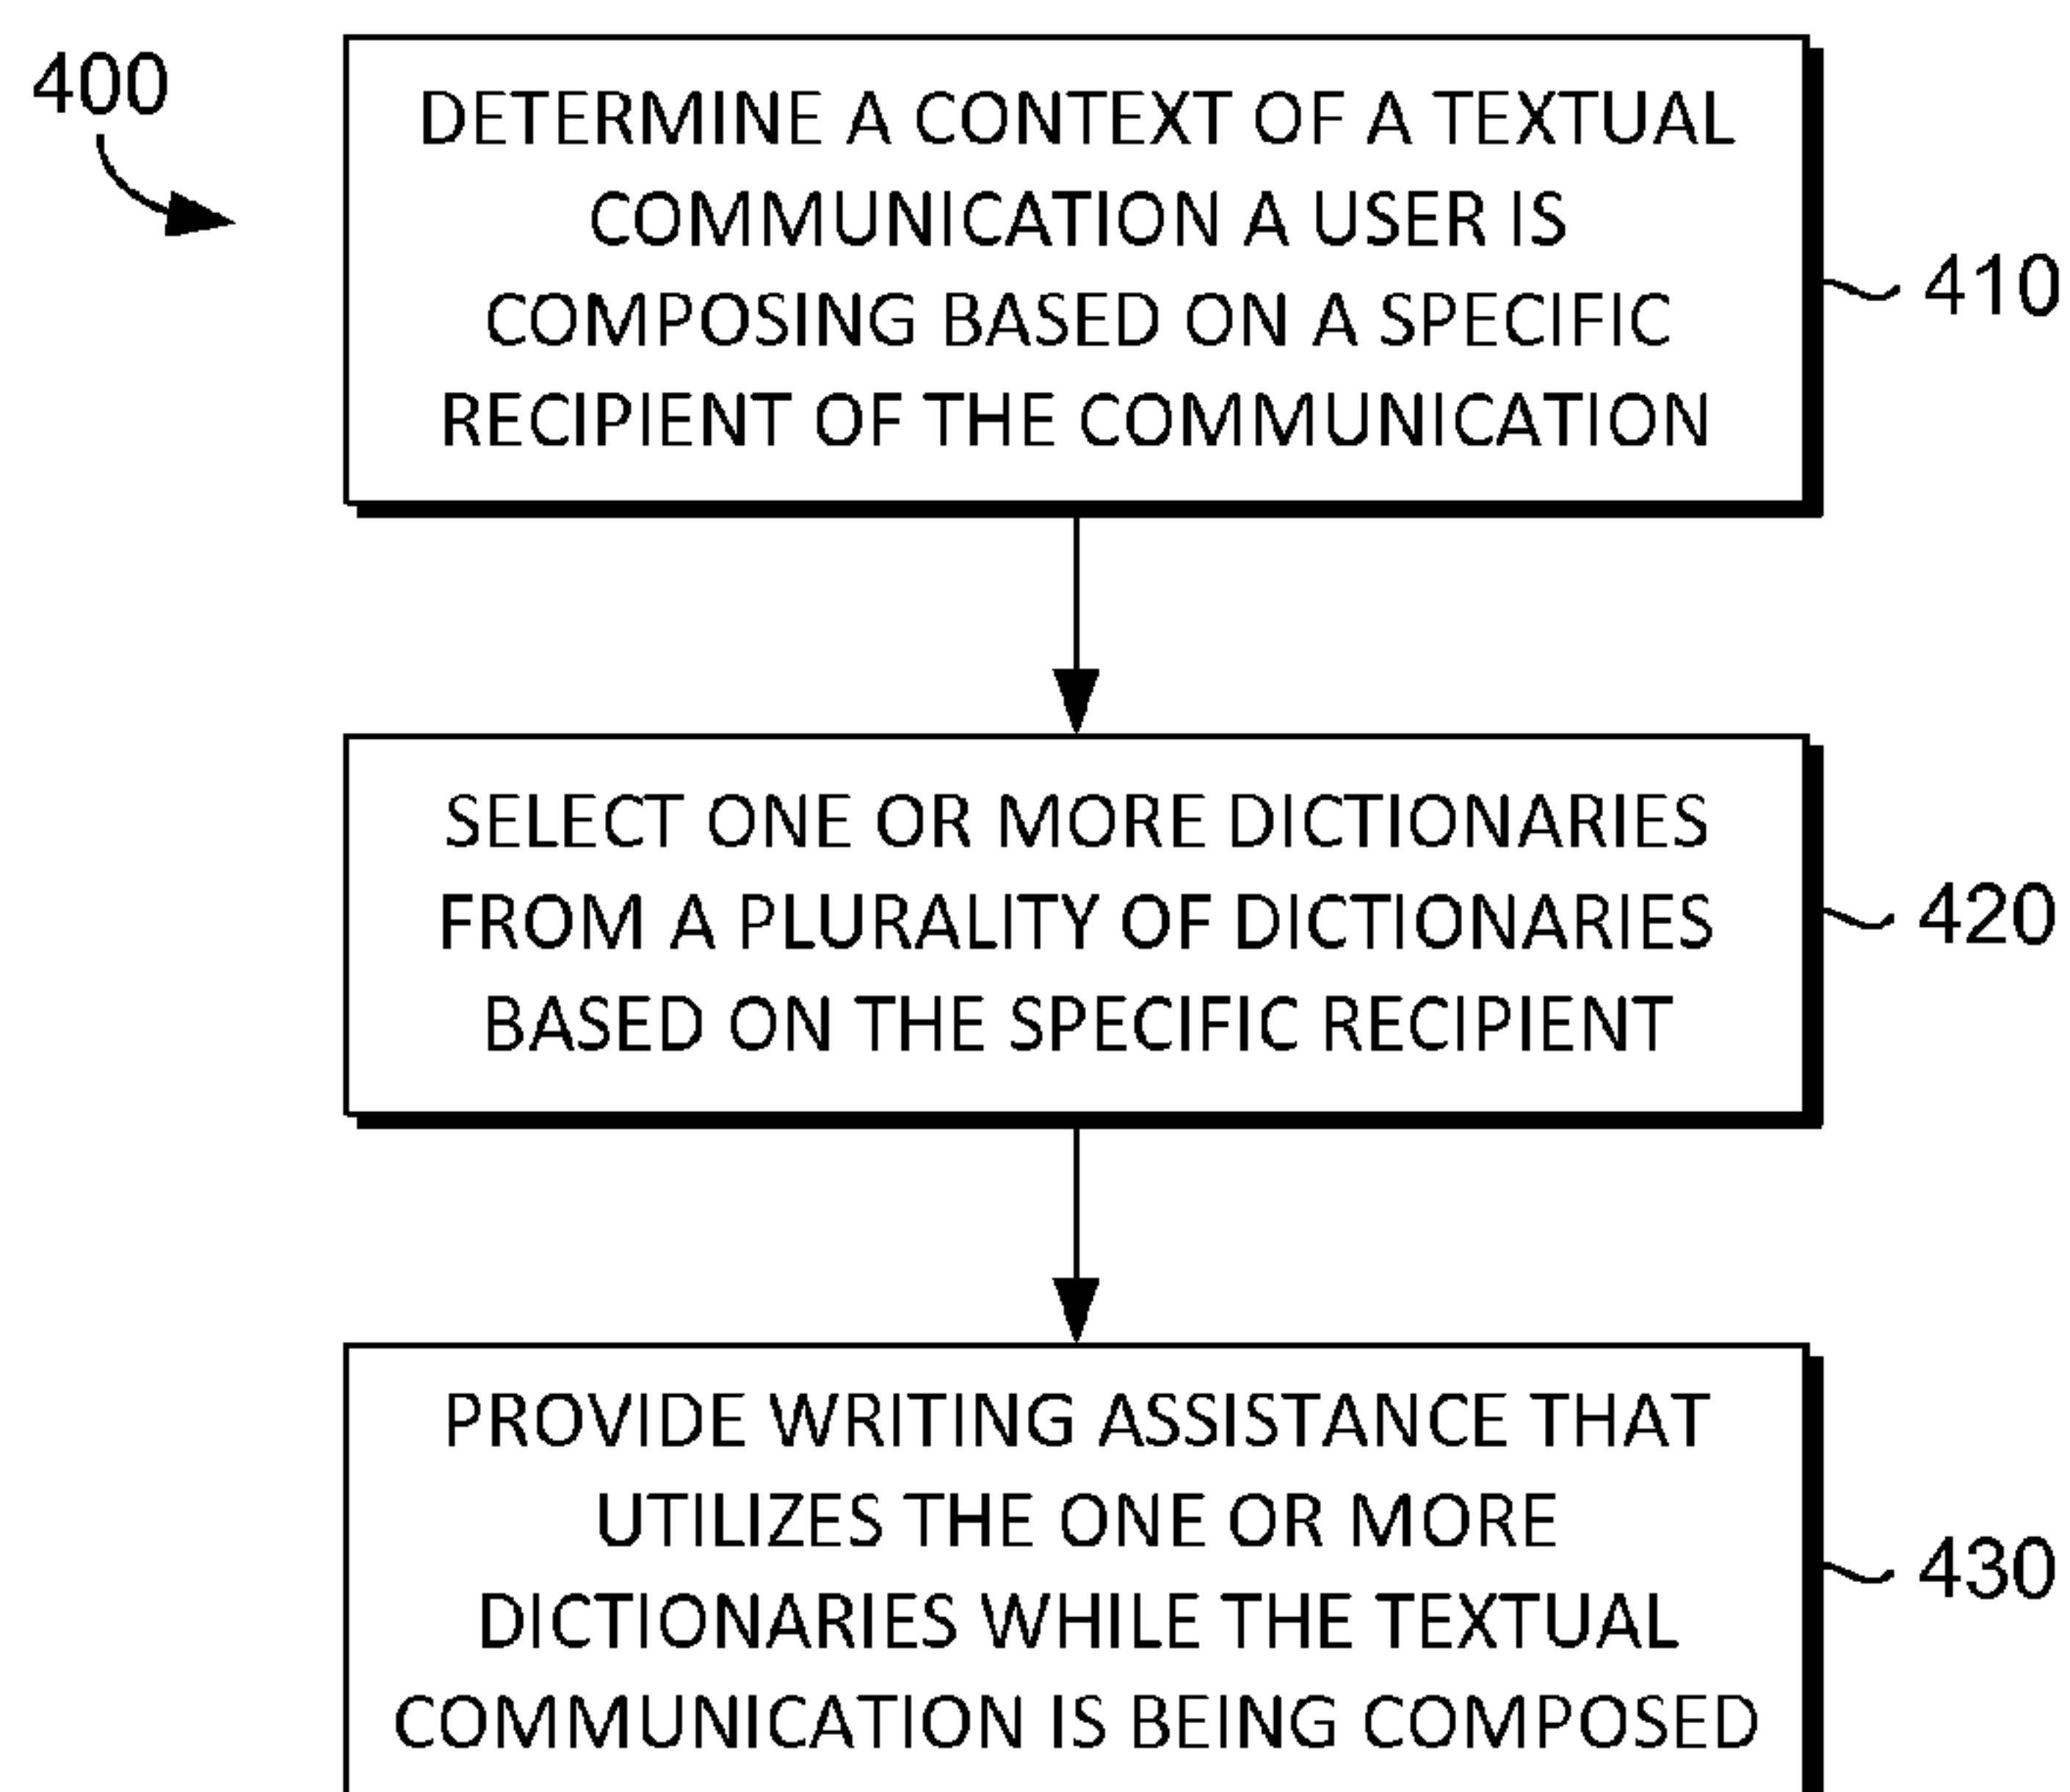 400
DETERMINE A CONTEXT OF A TEXTUAL
COMMUNICATION A USER IS
COMPOSING BASED ON A SPECIFIC
RECIPIENT OF THE COMMUNICATION
410
SELECT ONE OR MORE DICTIONARIES
FROM A PLURALITY OF DICTIONARIES
BASED ON THE SPECIFIC RECIPIENT
420
PROVIDE WRITING ASSISTANCE THAT
UTILIZES THE ONE OR MORE
DICTIONARIES WHILE THE TEXTUAL
COMMUNICATION IS BEING COMPOSED
430